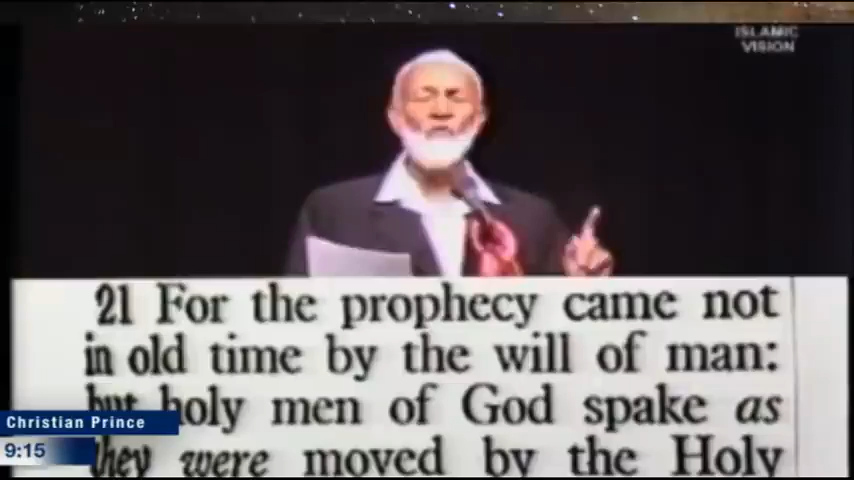 ISLAMIC
VISION
21 For the prophecy came not
in old time by the will of man:
but holy men of God spake as
they were moved by the Holy
Christian Prince
9:15